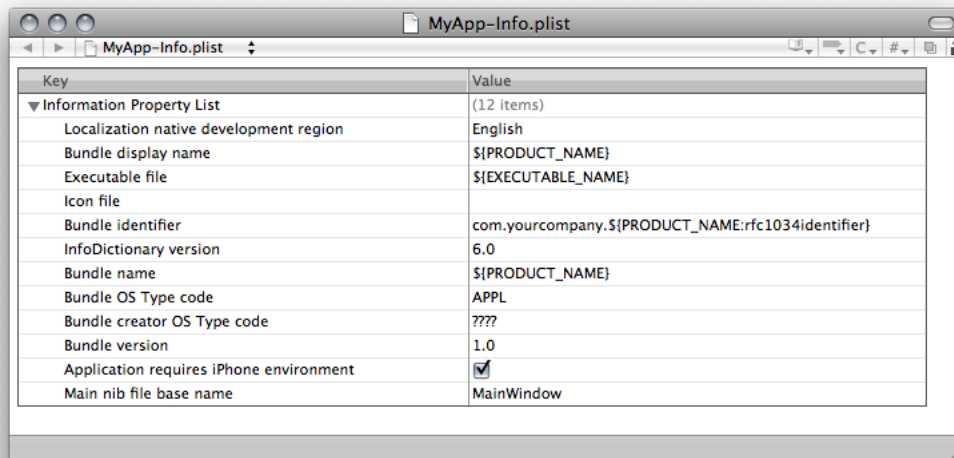 MyApp-Info.plist
MyApp-Info.plist C #
Key Value
Information Property List (12 items)
Localization native development region English
Bundle display name ${PRODUCT_NAME}
Executable file ${EXECUTABLE_NAME}
Icon file
Bundle identifier com.yourcompany.${PRODUCT_NAME:rfc1034identifier}
InfoDictionary version 6.0
Bundle name ${PRODUCT_NAME}
Bundle OS Type code APPL
Bundle creator OS Type code ????
Bundle version 1.0
Application requires iPhone environment
Main nib file base name MainWindow